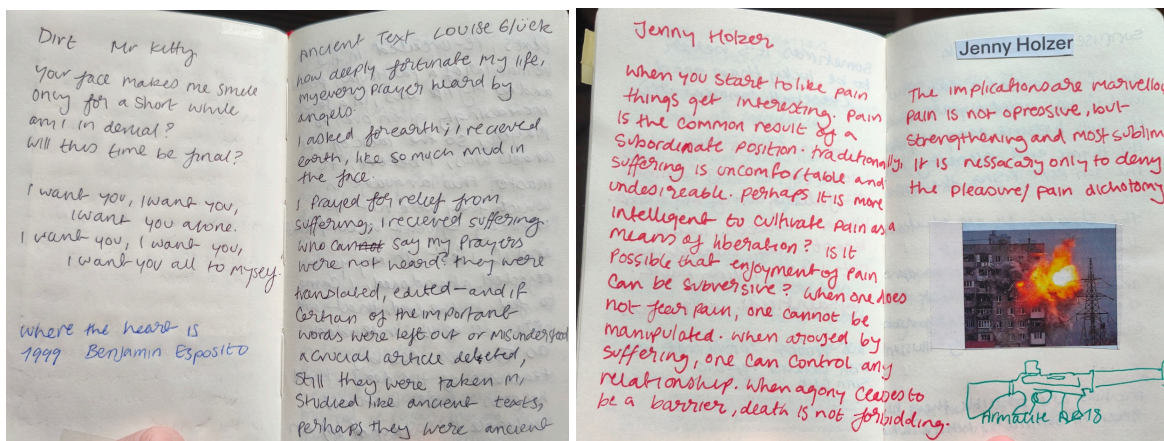 Dirt Mr Kitty
Your face makes me smile
only for a short while
am I in denial?
will this time be final?
I want you, I want you,
I want you alone.
I want you, I want you,
I want you all to myself.
where the heart is
1999 Benjamin Esposito
Ancient Text Louise Glück
how deeply fortunate my life,
my every prayer heard by
angels.
I asked for earth; I recieved
earth, like so much mud in
the face.
I prayed for relief from
suffering; I recieved suffering.
Who can say my prayers
were not heard? they were
translated, edited - and if
certian of the important
words were left out or misunderstood
a crucial article deleted,
still they were taken in,
studied like ancient texts,
perhaps they were ancient
Jenny Holzer
when you start to like pain
things get interesting. Pain
is the common result of a
subordinate position. traditionally,
suffering is uncomfortable and
undesireable. perhaps it is more
intelligent to cultivate pain as a
means of liberation? Is it
possible that enjoyment of pain
can be subversive? when one does
not fear pain, one cannot be
manipulated. when aroused by
suffering, one can control any
relationship. when agony ceases to
be a barrier, death is not forbidding.
Jenny Holzer
The implications are marvellou
pain is not opressive, but
strengthening and most sublim
it is nessacary only to deny
the pleasure/pain dichotomy
Armalite AR18